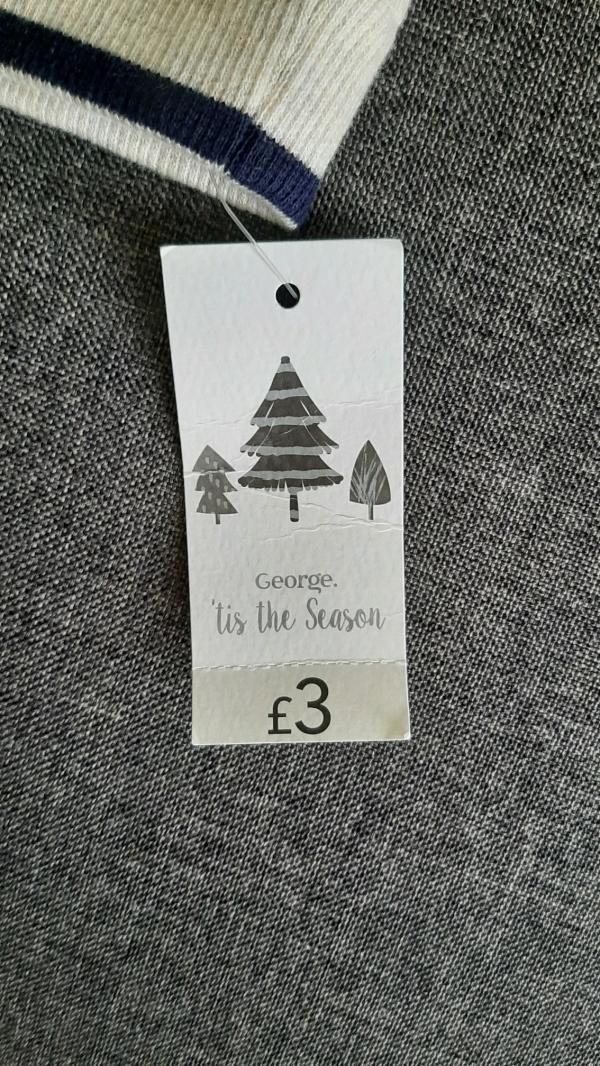 George.
'tis the Season
£3